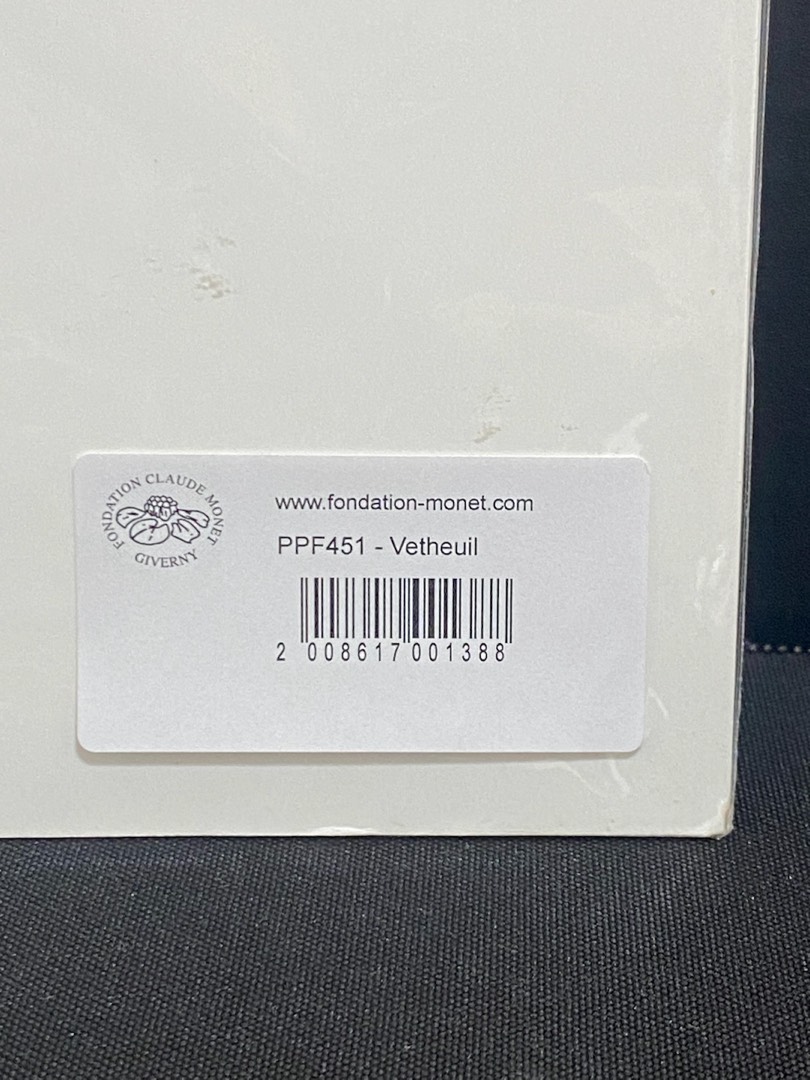 FONDATION CLAUDE MONET
GIVERNY
www.fondation-monet.com
PPF451 - Vetheuil
2 008617 001388